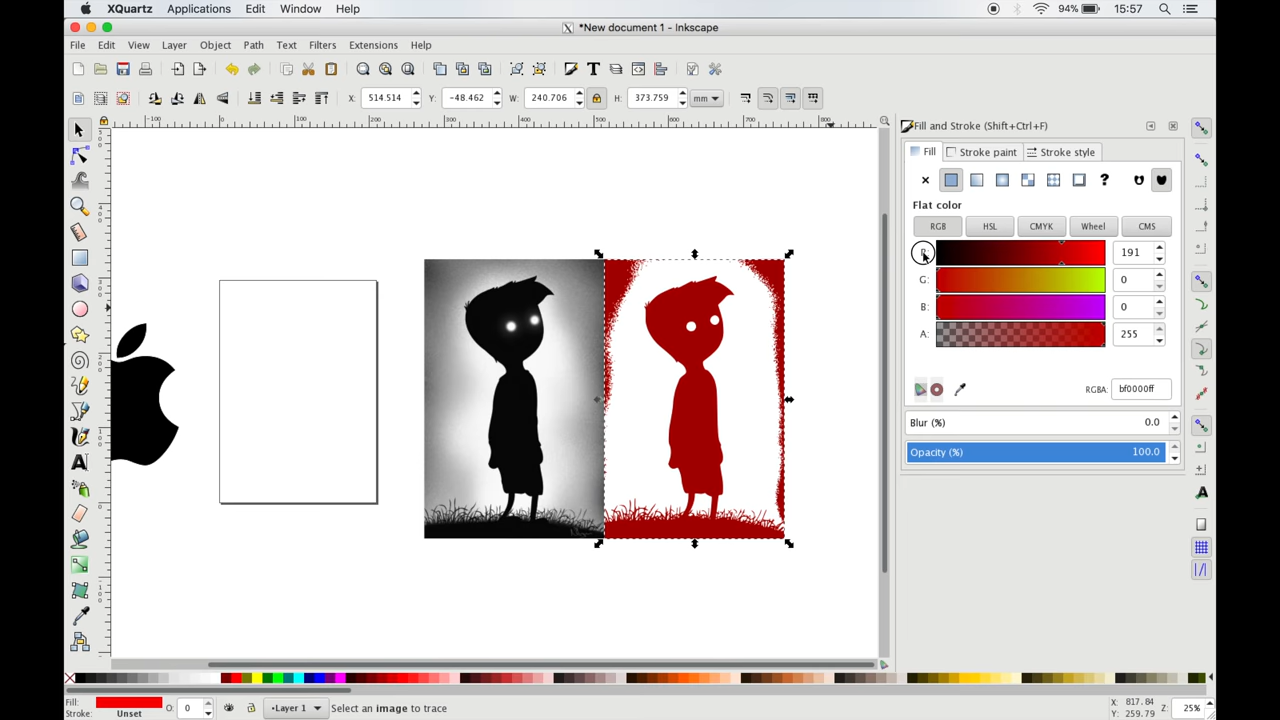 XQuartz Applications Edit Window Help 94% 15:57
*New document 1 - Inkscape
File Edit View Layer Object Path Text Filters Extensions Help
X: 514.514 Y: -48.462 W: 240.706 H: 373.759 mm
Fill and Stroke (Shift+Ctrl+F)
Fill Stroke paint Stroke style
Flat color
RGB HSL CMYK Wheel CMS
R: 191
G: 0
B: 0
A: 255
RGBA: bf0000ff
Blur (%) 0.0
Opacity (%) 100.0
Fill:
Stroke: Unset O: 0 Layer 1 Select an image to trace X: 817.84 Y: 259.79 Z: 25%